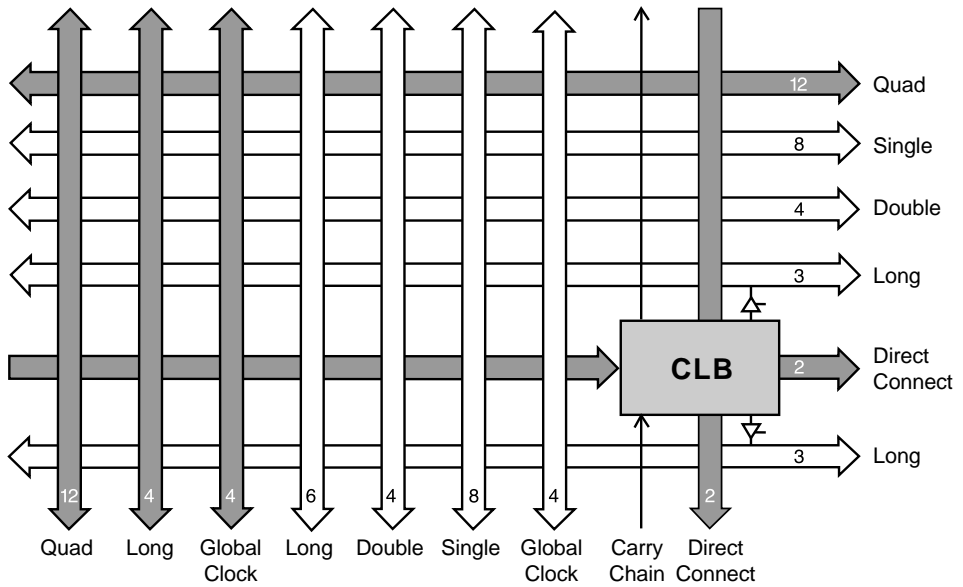 12 Quad
8 Single
4 Double
3 Long
CLB
2 Direct
Connect
3 Long
12 4 4 6 4 8 4 2
Quad Long Global Long Double Single Global Carry Direct
Clock Clock Chain Connect